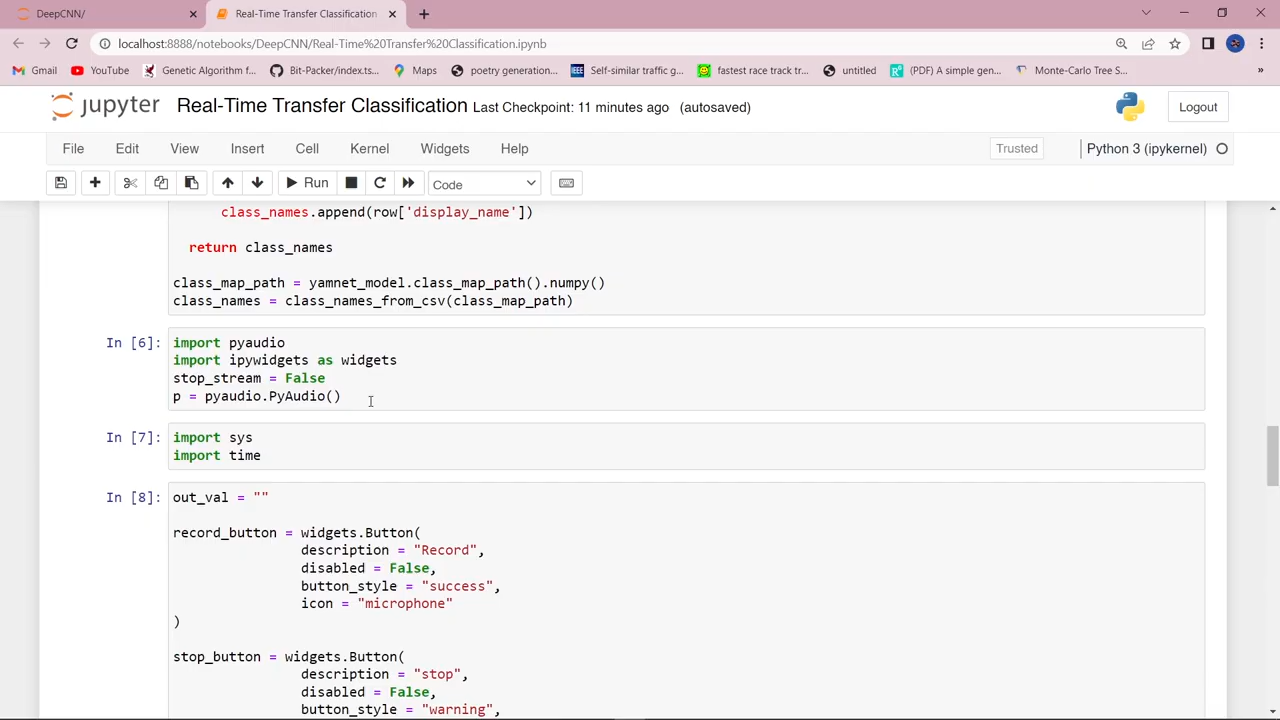 DeepCNN/
Real-Time Transfer Classification
localhost:8888/notebooks/DeepCNN/Real-Time%20Transfer%20Classification.ipynb
Gmail YouTube Genetic Algorithm f... Bit-Packer/index.ts... Maps poetry generation... Self-similar traffic g... fastest race track tr... untitled (PDF) A simple gen... Monte-Carlo Tree S... »
jupyter Real-Time Transfer Classification Last Checkpoint: 11 minutes ago (autosaved) Logout
File Edit View Insert Cell Kernel Widgets Help Trusted Python 3 (ipykernel)
Run Code
class_names.append(row['display_name'])
return class_names
class_map_path = yamnet_model.class_map_path().numpy()
class_names = class_names_from_csv(class_map_path)
In [6]: import pyaudio
import ipywidgets as widgets
stop_stream = False
p = pyaudio.PyAudio()
In [7]: import sys
import time
In [8]: out_val = ""
record_button = widgets.Button(
description = "Record",
disabled = False,
button_style = "success",
icon = "microphone"
)
stop_button = widgets.Button(
description = "stop",
disabled = False,
button_style = "warning",